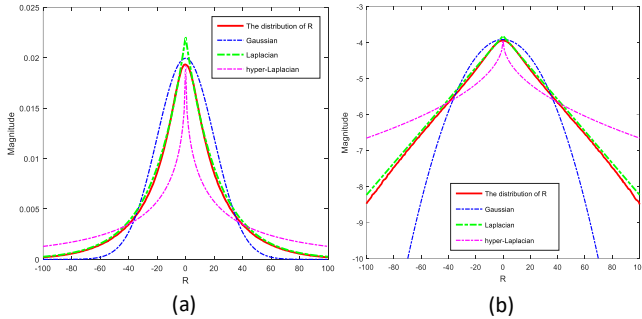 0.025
0.02
0.015
0.01
0.005
0
Magnitude
-100 -80 -60 -40 -20 0 20 40 60 80 100
R
The distribution of R
Gaussian
Laplacian
hyper-Laplacian
(a)
-3
-4
-5
-6
-7
-8
-9
-10
Magnitude
-100 -80 -60 -40 -20 0 20 40 60 80 100
R
The distribution of R
Gaussian
Laplacian
hyper-Laplacian
(b)